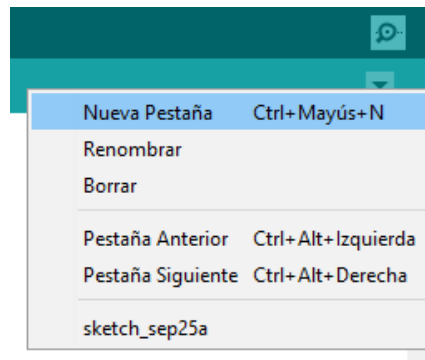 Nueva Pestaña Ctrl+Mayús+N
Renombrar
Borrar
Pestaña Anterior Ctrl+Alt+Izquierda
Pestaña Siguiente Ctrl+Alt+Derecha
sketch_sep25a